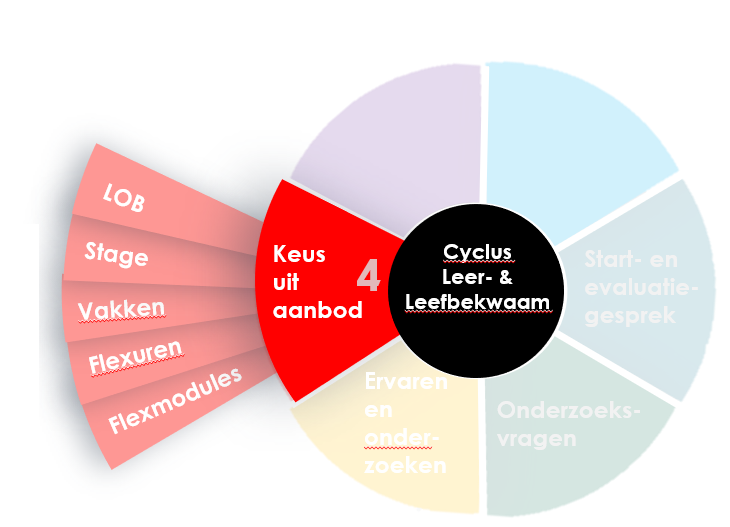 LOB
Stage
Vakken
Flexuren
Flexmodules
Keus
uit
aanbod
4
Cyclus
Leer- &
Leefbekwaam
Start- en
evaluatie-
gesprek
Onderzoeks-
vragen
Ervaren
en
onder-
zoeken